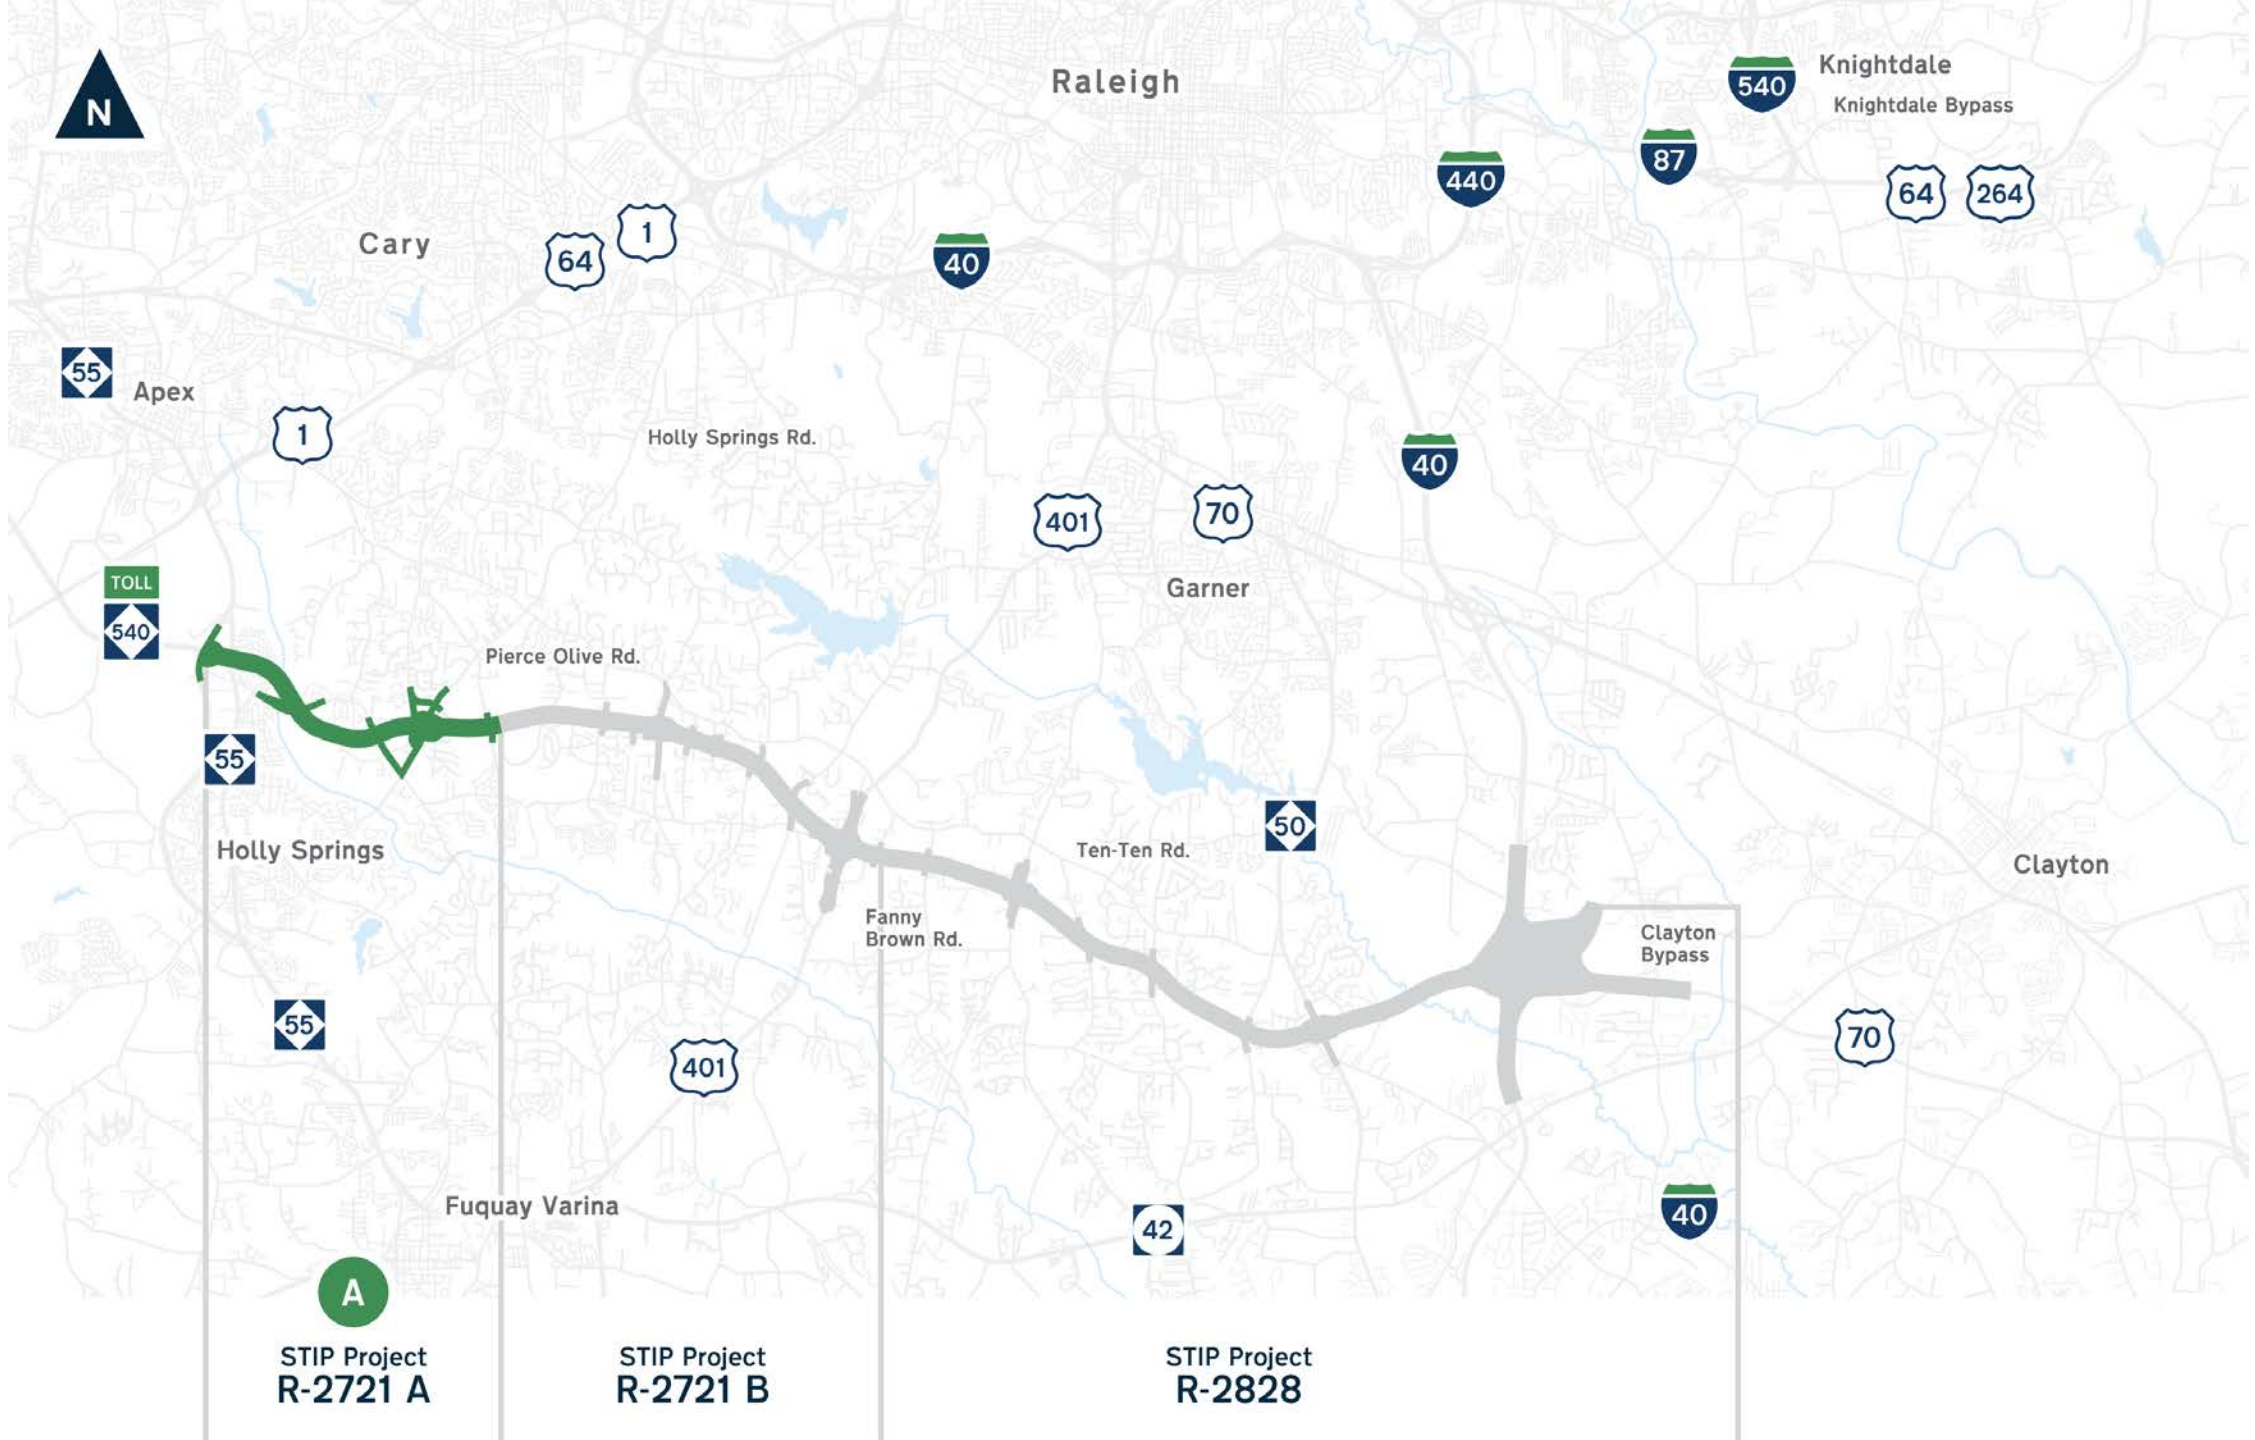 N
Raleigh
540
Knightdale
Knightdale Bypass
87
440
64
264
Cary
64
1
40
55
Apex
1
Holly Springs Rd.
40
401
70
Garner
TOLL
540
Pierce Olive Rd.
55
Holly Springs
50
Ten-Ten Rd.
Clayton
Fanny
Brown Rd.
Clayton
Bypass
55
401
70
Fuquay Varina
42
40
A
STIP Project
R-2721 A
STIP Project
R-2721 B
STIP Project
R-2828